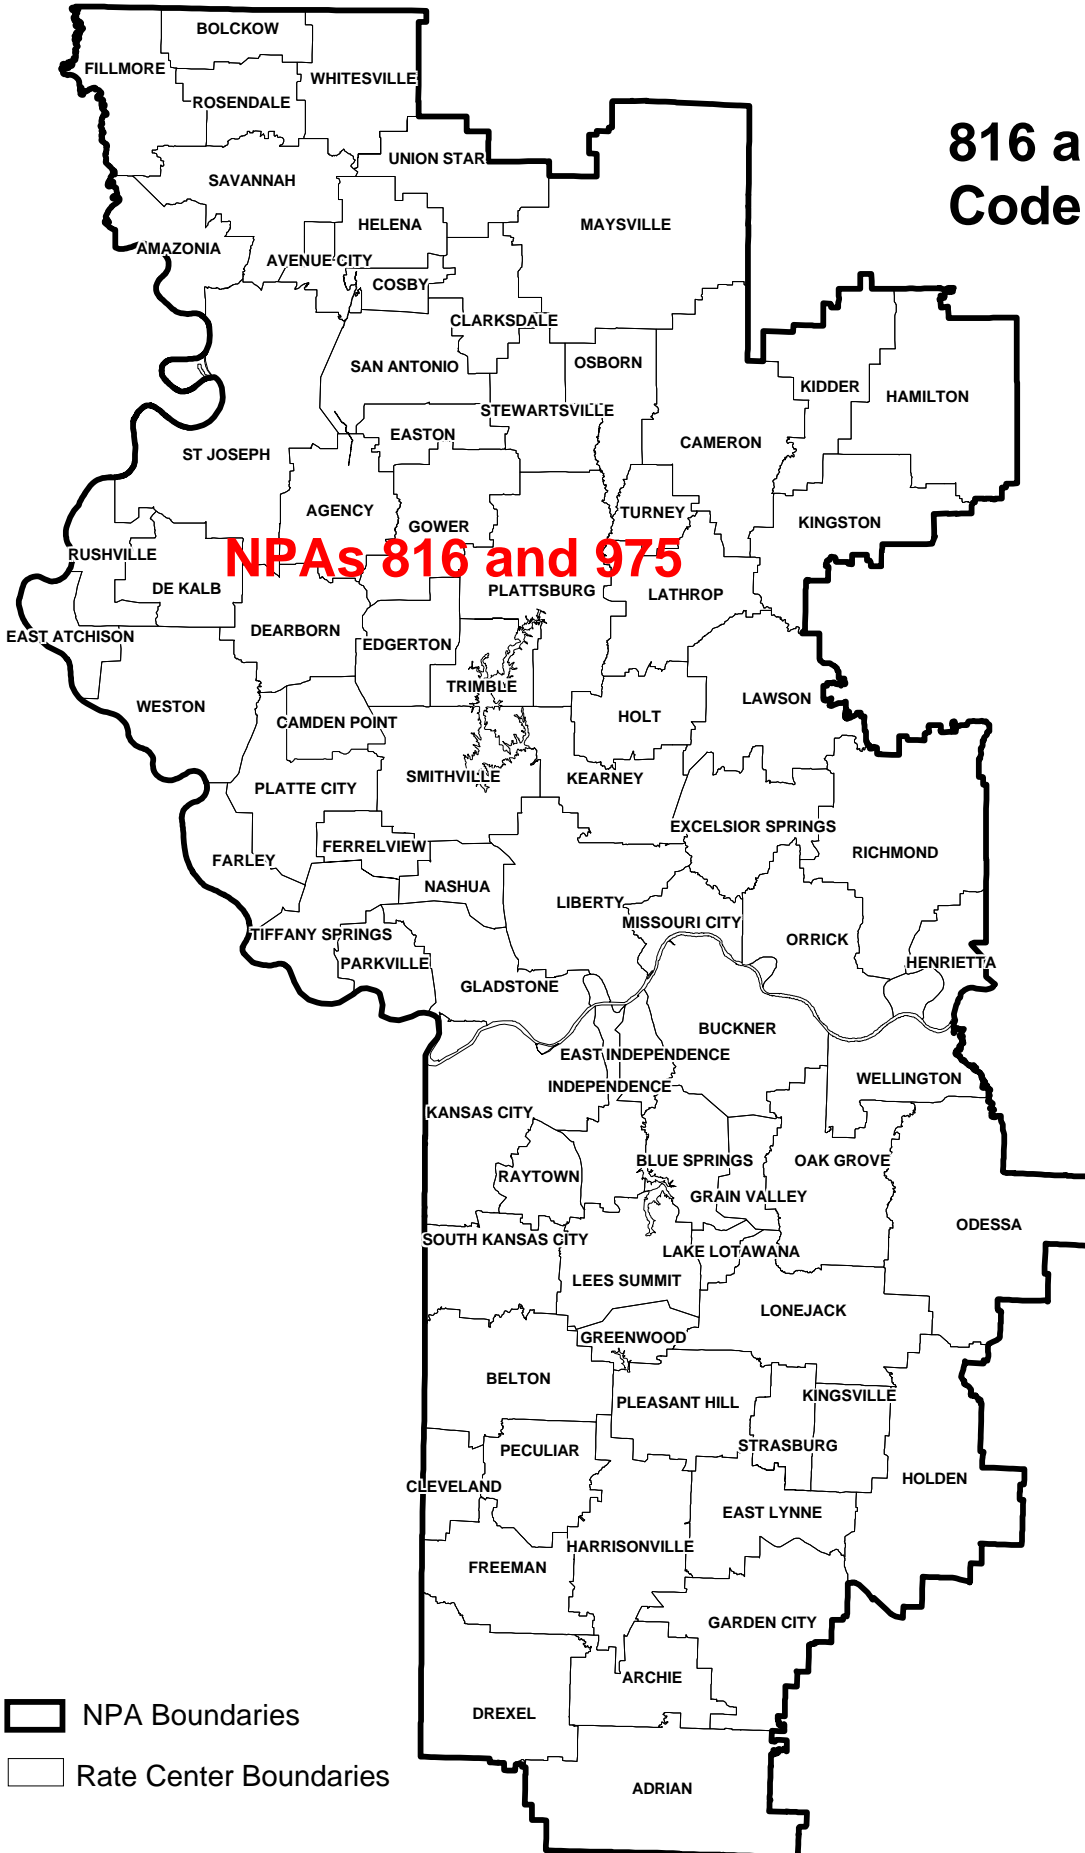 BOLCKOW
FILLMORE
WHITESVILLE
ROSENDALE
816 a
Code
UNION STAR
SAVANNAH
HELENA
MAYSVILLE
AMAZONIA
AVENUE CITY
COSBY
CLARKSDALE
SAN ANTONIO
OSBORN
KIDDER
HAMILTON
STEWARTSVILLE
EASTON
CAMERON
ST JOSEPH
AGENCY
GOWER
TURNEY
KINGSTON
RUSHVILLE
NPAs 816 and 975
DE KALB
PLATTSBURG
LATHROP
EAST ATCHISON
DEARBORN
EDGERTON
TRIMBLE
WESTON
LAWSON
CAMDEN POINT
HOLT
SMITHVILLE
KEARNEY
PLATTE CITY
EXCELSIOR SPRINGS
FERRELVIEW
RICHMOND
FARLEY
NASHUA
LIBERTY
MISSOURI CITY
TIFFANY SPRINGS
ORRICK
PARKVILLE
HENRIETTA
GLADSTONE
BUCKNER
EAST INDEPENDENCE
WELLINGTON
INDEPENDENCE
KANSAS CITY
BLUE SPRINGS
OAK GROVE
RAYTOWN
GRAIN VALLEY
ODESSA
SOUTH KANSAS CITY
LAKE LOTAWANA
LEES SUMMIT
LONEJACK
GREENWOOD
BELTON
KINGSVILLE
PLEASANT HILL
STRASBURG
PECULIAR
HOLDEN
CLEVELAND
EAST LYNNE
HARRISONVILLE
FREEMAN
GARDEN CITY
ARCHIE
DREXEL
NPA Boundaries
Rate Center Boundaries
ADRIAN